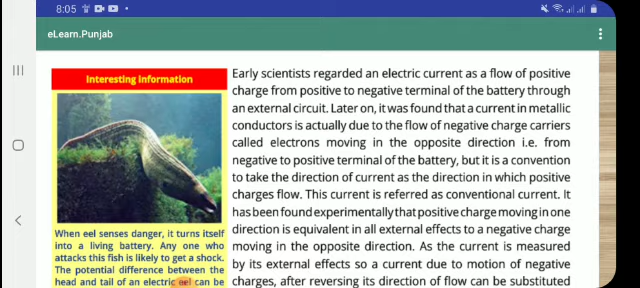 8:05
eLearn.Punjab
Interesting Information
When eel senses danger, it turns itself
into a living battery. Any one who
attacks this fish is likely to get a shock.
The potential difference between the
head and tail of an electric eel can be
Early scientists regarded an electric current as a flow of positive
charge from positive to negative terminal of the battery through
an external circuit. Later on, it was found that a current in metallic
conductors is actually due to the flow of negative charge carriers
called electrons moving in the opposite direction i.e. from
negative to positive terminal of the battery, but it is a convention
to take the direction of current as the direction in which positive
charges flow. This current is referred as conventional current. It
has been found experimentally that positive charge moving in one
direction is equivalent in all external effects to a negative charge
moving in the opposite direction. As the current is measured
by its external effects so a current due to motion of negative
charges, after reversing its direction of flow can be substituted